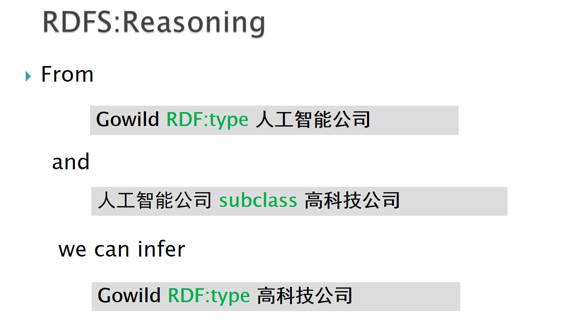 RDFS:Reasoning
From
Gowild RDF:type 人工智能公司
and
人工智能公司 subclass 高科技公司
we can infer
Gowild RDF:type 高科技公司